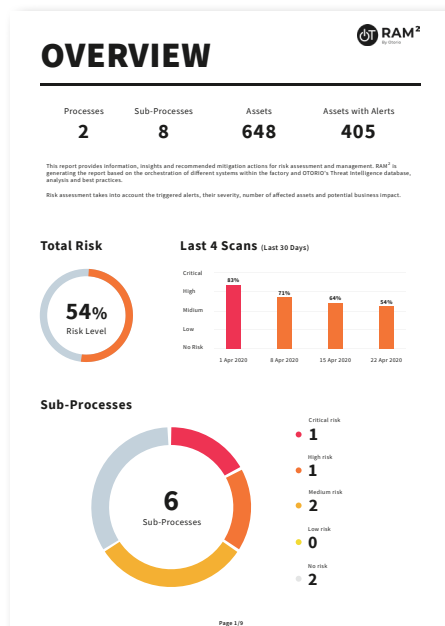 RAM²
By Otorio
OVERVIEW
Processes Sub-Processes Assets Assets with Alerts
2 8 648 405
This report provides information, insights and recommended mitigation actions for risk assessment and management. RAM² is
generating the report based on the orchestration of different systems within the factory and OTORIO's Threat Intelligence database,
analysis and best practices.
Risk assessment takes into account the triggered alerts, their severity, number of affected assets and potential business impact.
Total Risk
54%
Risk Level
Last 4 Scans (Last 30 Days)
Critical
High
Midium
Low
No Risk
83% 71% 64% 54%
1 Apr 2020 8 Apr 2020 15 Apr 2020 22 Apr 2020
Sub-Processes
6
Sub-Processes
Critical risk
1
High risk
1
Medium risk
2
Low risk
0
No risk
2
Page 1/9